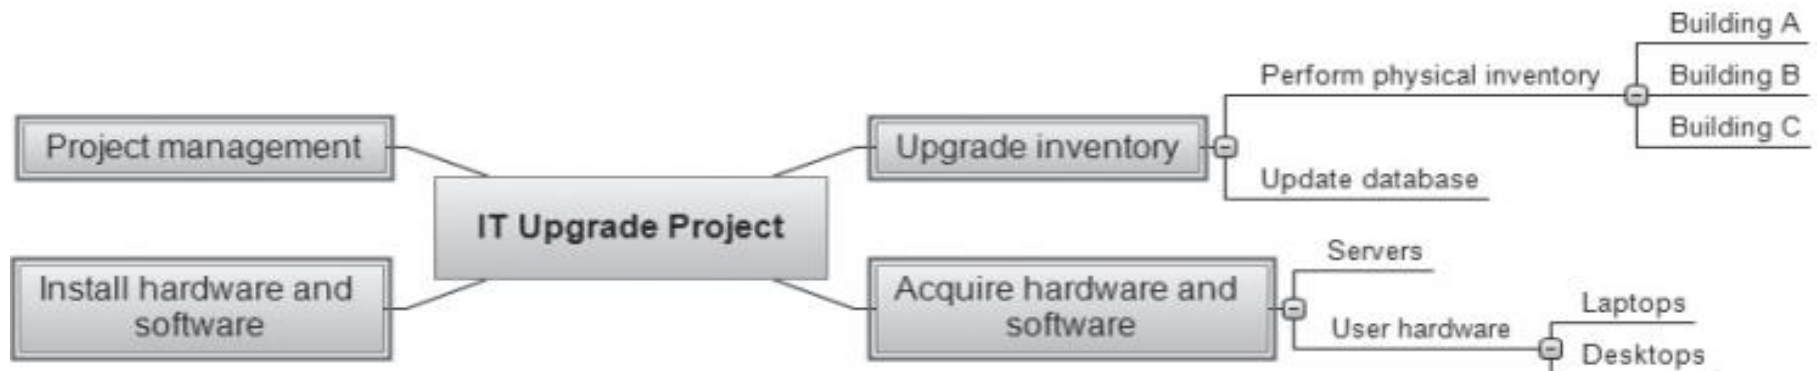 Project management
IT Upgrade Project
Install hardware and
software
Upgrade inventory
Perform physical inventory
Building A
Building B
Building C
Update database
Acquire hardware and
software
Servers
User hardware
Laptops
Desktops